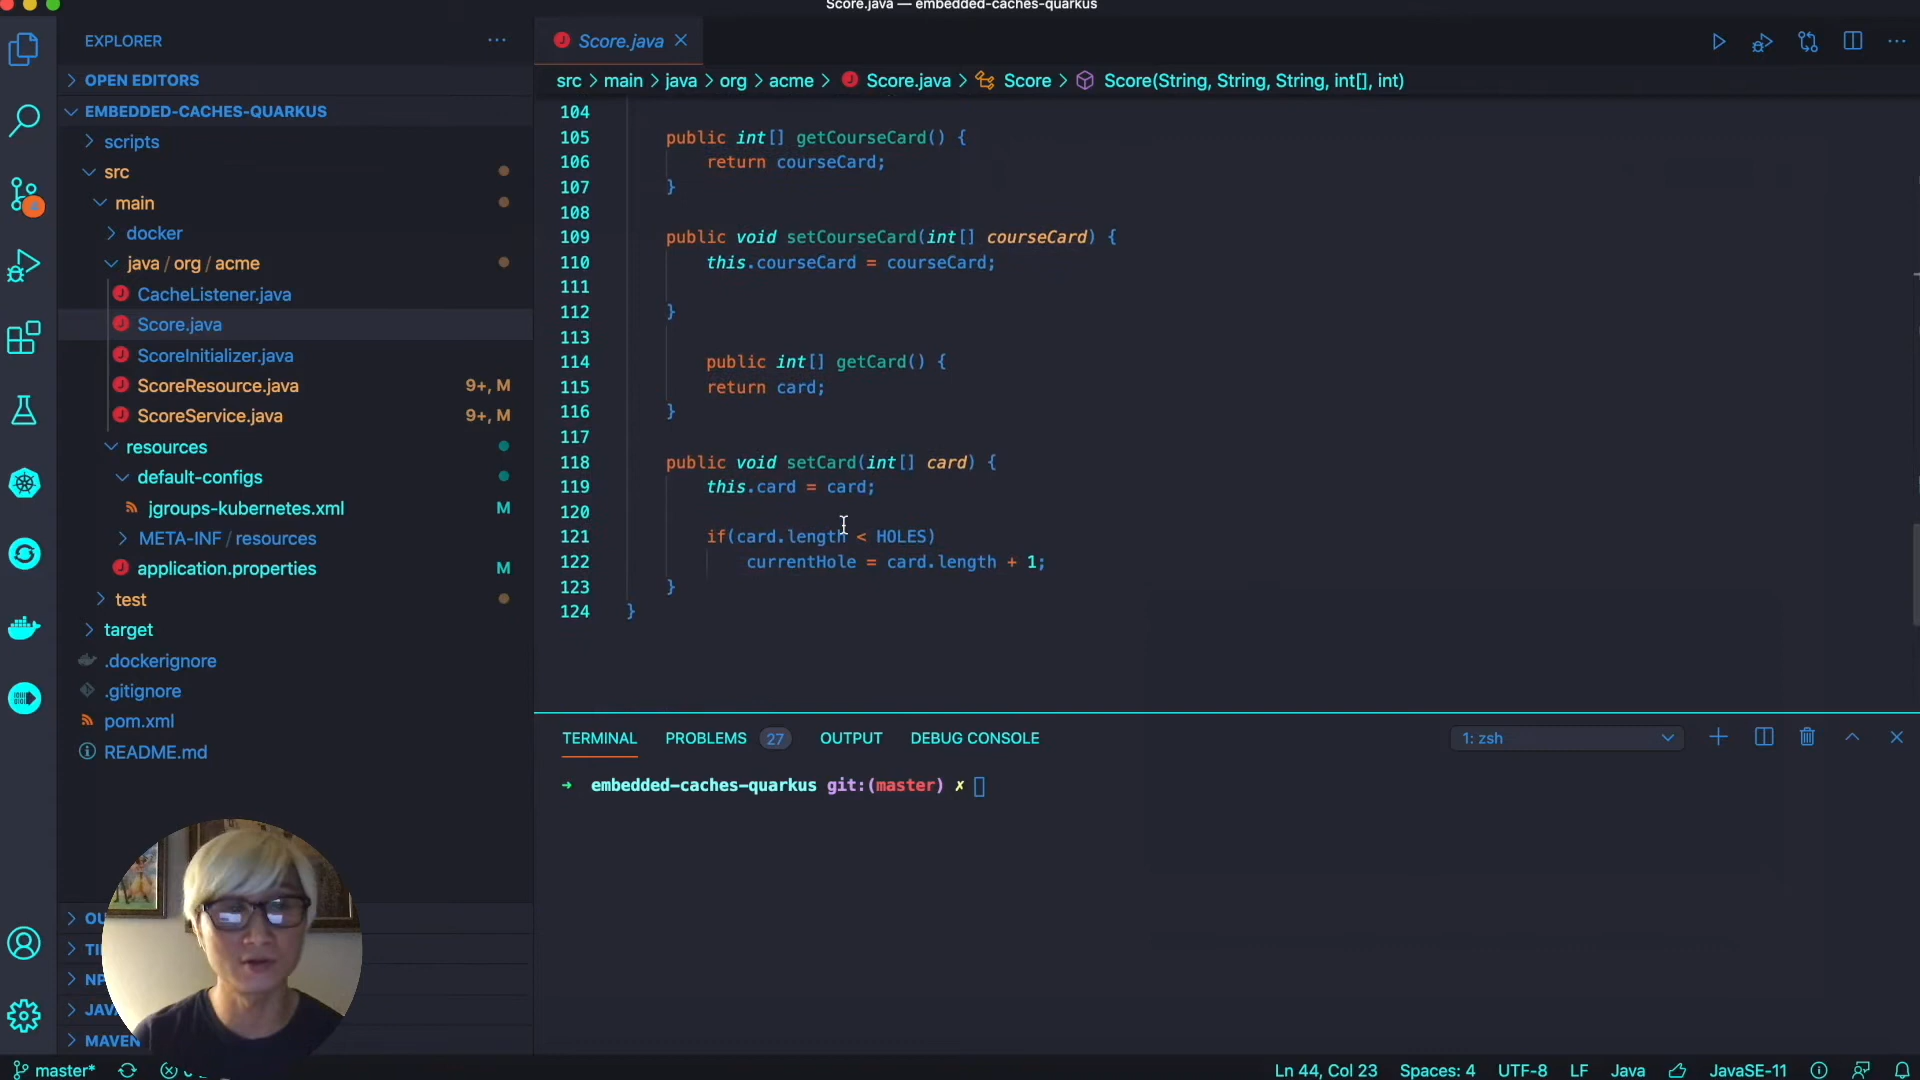 Score.java — embedded-caches-quarkus
EXPLORER
Score.java
OPEN EDITORS
src > main > java > org > acme > Score.java > Score > Score(String, String, String, int[], int)
EMBEDDED-CACHES-QUARKUS
scripts
src
main
docker
java / org / acme
CacheListener.java
Score.java
ScoreInitializer.java
ScoreResource.java 9+, M
ScoreService.java 9+, M
resources
default-configs
jgroups-kubernetes.xml M
META-INF / resources
application.properties M
test
target
.dockerignore
.gitignore
pom.xml
README.md
OU
NP
JAV
MAVEN
104
105 public int[] getCourseCard() {
106 return courseCard;
107 }
108
109 public void setCourseCard(int[] courseCard) {
110 this.courseCard = courseCard;
111
112 }
113
114 public int[] getCard() {
115 return card;
116 }
117
118 public void setCard(int[] card) {
119 this.card = card;
120
121 if(card.length < HOLES)
122 currentHole = card.length + 1;
123 }
124 }
TERMINAL PROBLEMS 27 OUTPUT DEBUG CONSOLE 1: zsh
→ embedded-caches-quarkus git:(master) ✗
master* Ln 44, Col 23 Spaces: 4 UTF-8 LF Java JavaSE-11